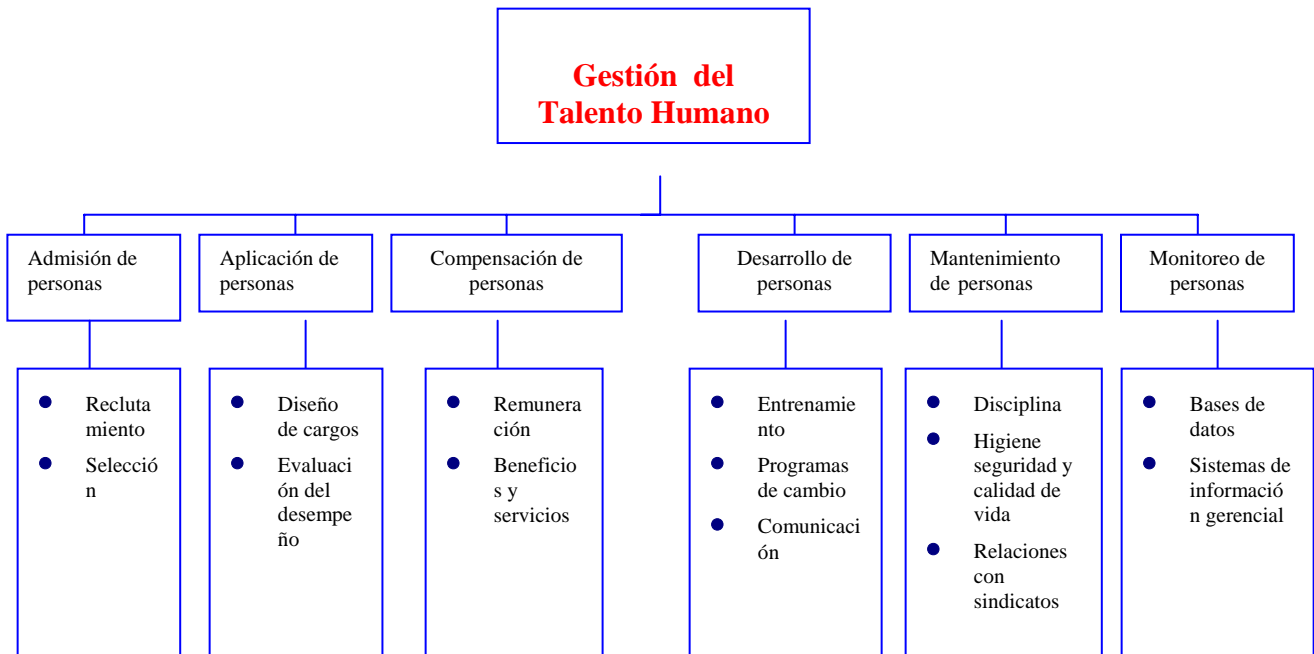 Gestión del
Talento Humano
Admisión de
personas
Aplicación de
personas
Compensación de
personas
Desarrollo de
personas
Mantenimiento
de personas
Monitoreo de
personas
● Recluta
miento
● Selecció
n
● Diseño
de cargos
● Evaluaci
ón del
desempe
ño
● Remunera
ción
● Beneficio
s y
servicios
● Entrenamie
nto
● Programas
de cambio
● Comunicaci
ón
● Disciplina
● Higiene
seguridad y
calidad de
vida
● Relaciones
con
sindicatos
● Bases de
datos
● Sistemas de
informació
n gerencial